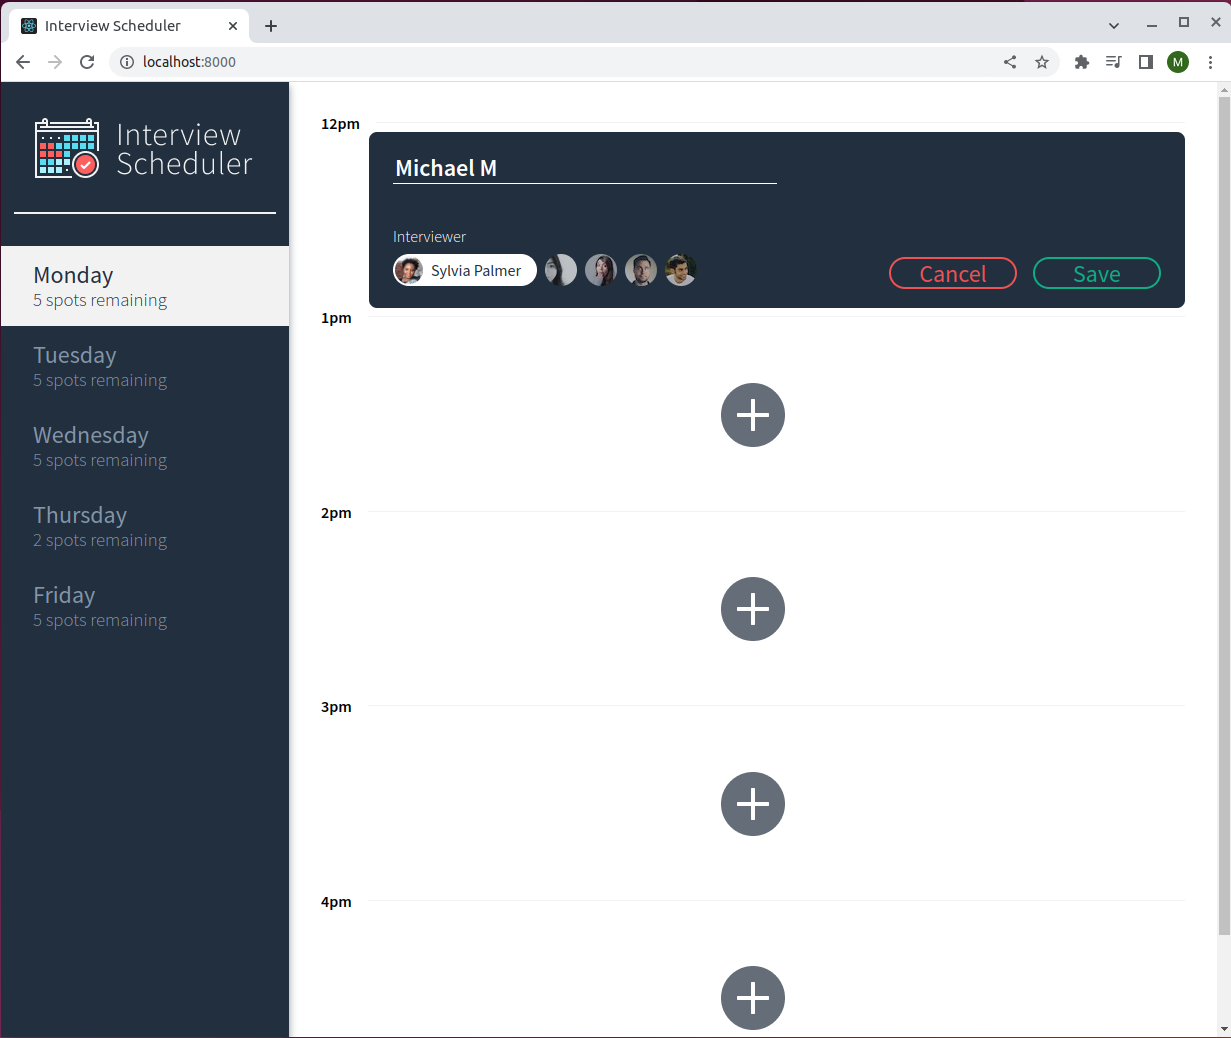 Interview Scheduler
localhost:8000
M
Interview
Scheduler
Monday
5 spots remaining
Tuesday
5 spots remaining
Wednesday
5 spots remaining
Thursday
2 spots remaining
Friday
5 spots remaining
12pm
Michael M
Interviewer
Sylvia Palmer
Cancel
Save
1pm
2pm
3pm
4pm